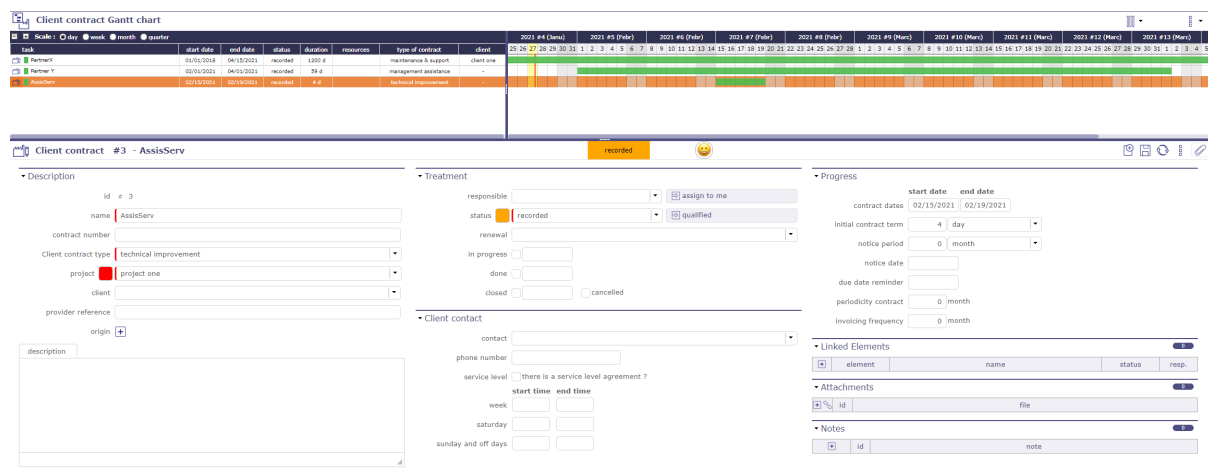 Client contract Gantt chart
Scale : day week month quarter
2021 #4 (Janu) 2021 #5 (Febr) 2021 #6 (Febr) 2021 #7 (Febr) 2021 #8 (Febr) 2021 #9 (Marc) 2021 #10 (Marc) 2021 #11 (Marc) 2021 #12 (Marc) 2021 #13 (Marc)
task start date end date status duration resources type of contract client 25 26 27 28 29 30 31 1 2 3 4 5 6 7 8 9 10 11 12 13 14 15 16 17 18 19 20 21 22 23 24 25 26 27 28 1 2 3 4 5 6 7 8 9 10 11 12 13 14 15 16 17 18 19 20 21 22 23 24 25 26 27 28 29 30 31 1 2 3 4 5
PartnerX 01/01/2018 04/15/2021 recorded 1200 d maintenance & support client one
Partner Y 02/01/2021 04/01/2021 recorded 59 d management assistance -
AssisServ 02/15/2021 02/19/2021 recorded 4 d technical improvement -
Client contract #3 - AssisServ recorded
Description
id # 3
name AssisServ
contract number
Client contract type technical improvement
project project one
client
provider reference
origin
description
Treatment
responsible assign to me
status recorded qualified
renewal
in progress
done
closed cancelled
Client contact
contact
phone number
service level there is a service level agreement ?
start time end time
week
saturday
sunday and off days
Progress
start date end date
contract dates 02/15/2021 02/19/2021
initial contract term 4 day
notice period 0 month
notice date
due date reminder
periodicity contract 0 month
invoicing frequency 0 month
Linked Elements 0
element name status resp.
Attachments 0
id file
Notes 0
id note